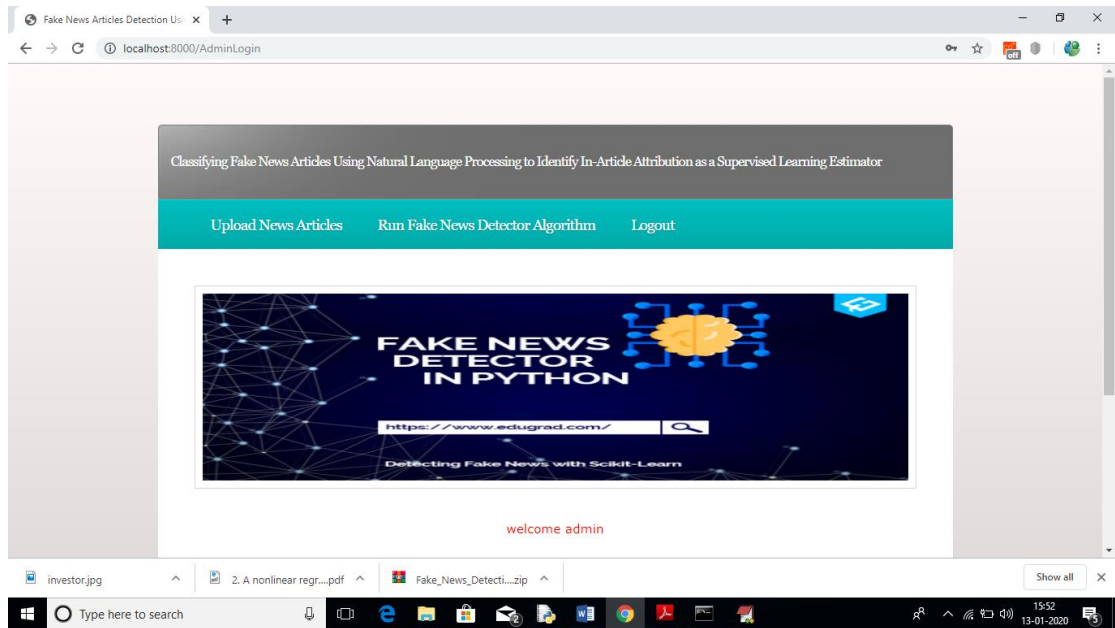 Fake News Articles Detection Us
localhost:8000/AdminLogin
off
Classifying Fake News Articles Using Natural Language Processing to Identify In-Article Attribution as a Supervised Learning Estimator
Upload News Articles Run Fake News Detector Algorithm Logout
FAKE NEWS
DETECTOR
IN PYTHON
https://www.edugrad.com/
Detecting Fake News with Scikit-Learn
welcome admin
investor.jpg 2. A nonlinear regr....pdf Fake_News_Detecti....zip Show all
Type here to search 15:52
13-01-2020